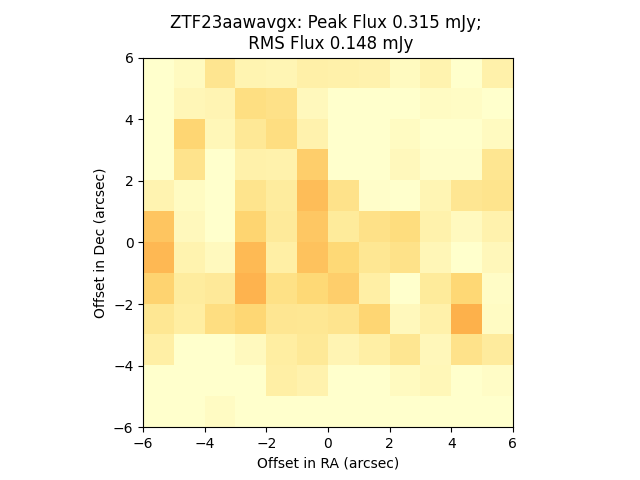 ZTF23aawavgx: Peak Flux 0.315 mJy;
RMS Flux 0.148 mJy
6
4
2
0
−2
−4
−6
Offset in Dec (arcsec)
−6 −4 −2 0 2 4 6
Offset in RA (arcsec)